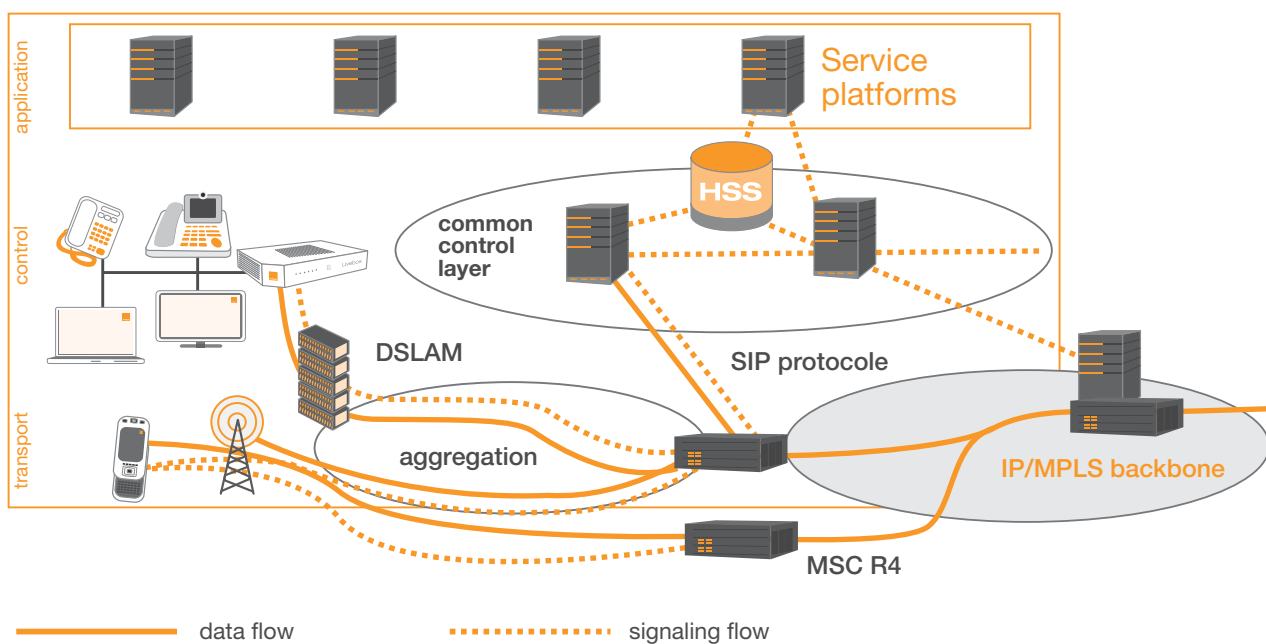 application
Service
platforms
HSS
control
common
control
layer
LiveBox
DSLAM
SIP protocole
transport
aggregation
IP/MPLS backbone
MSC R4
data flow
signaling flow